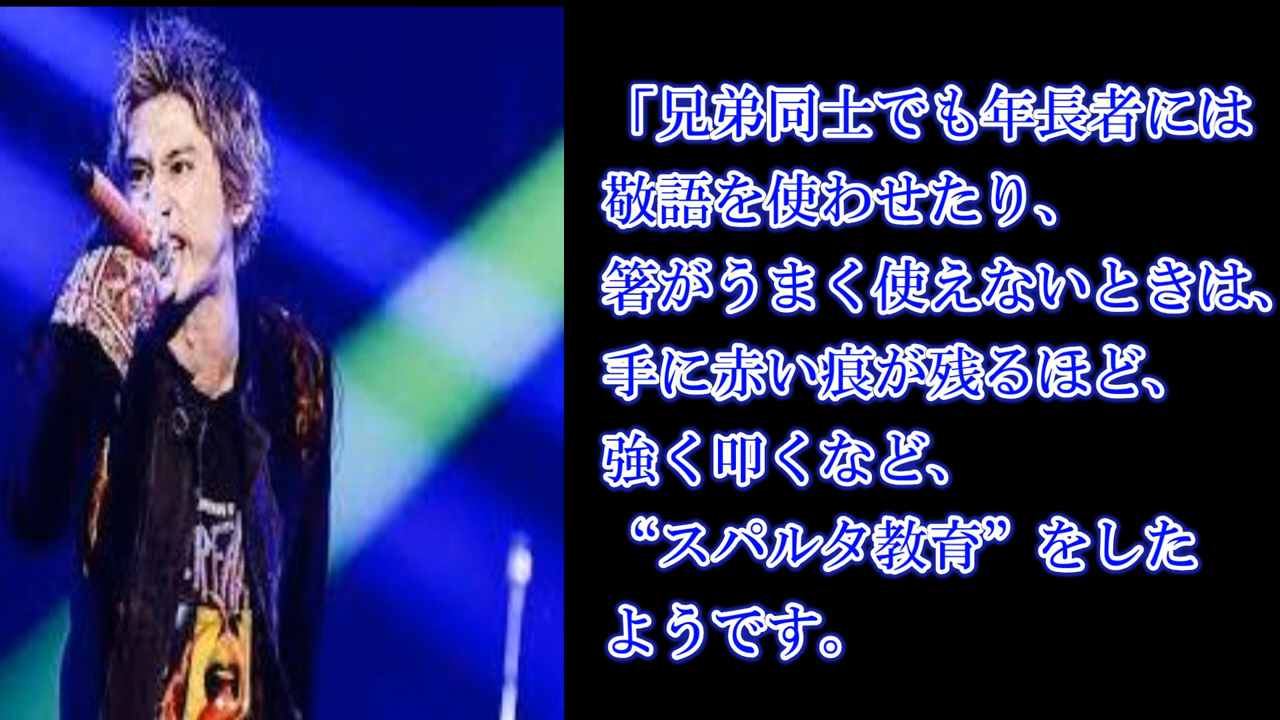 「兄弟同士でも年長者には
敬語を使わせたり、
箸がうまく使えないときは、
手に赤い痕が残るほど、
強く叩くなど、
“スパルタ教育”をした
ようです。